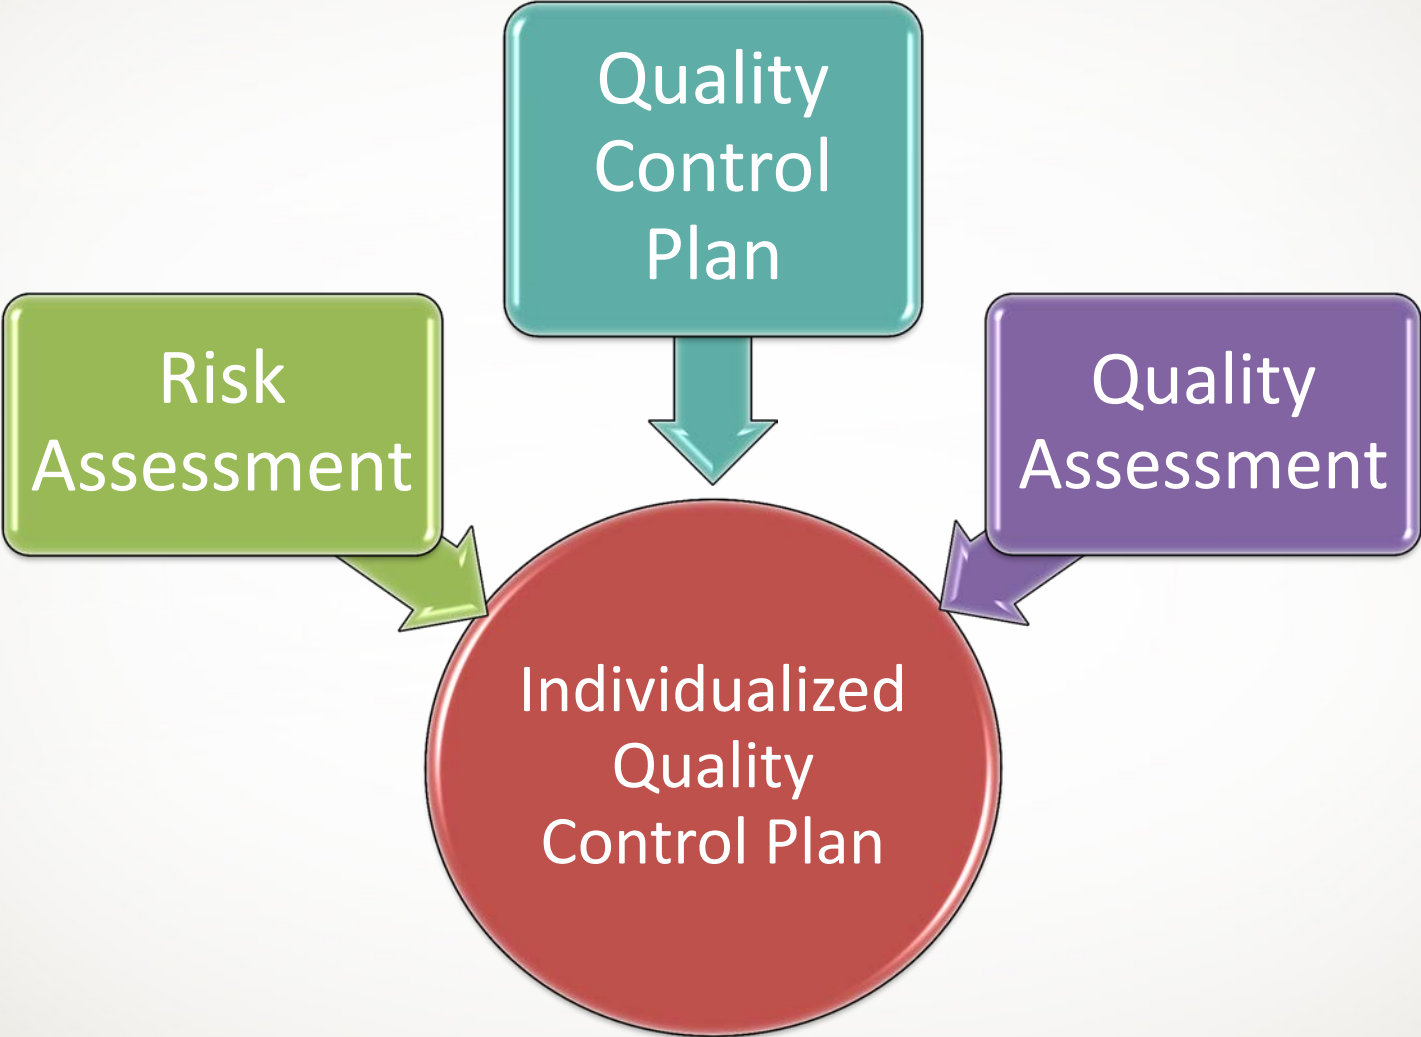 Quality
Control
Plan
Risk
Assessment
Quality
Assessment
Individualized
Quality
Control Plan